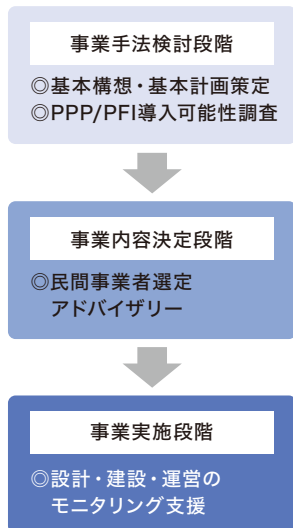 事業手法検討段階
◎基本構想・基本計画策定
◎PPP/PFI導入可能性調査
事業内容決定段階
◎民間事業者選定
アドバイザリー
事業実施段階
◎設計・建設・運営の
モニタリング支援